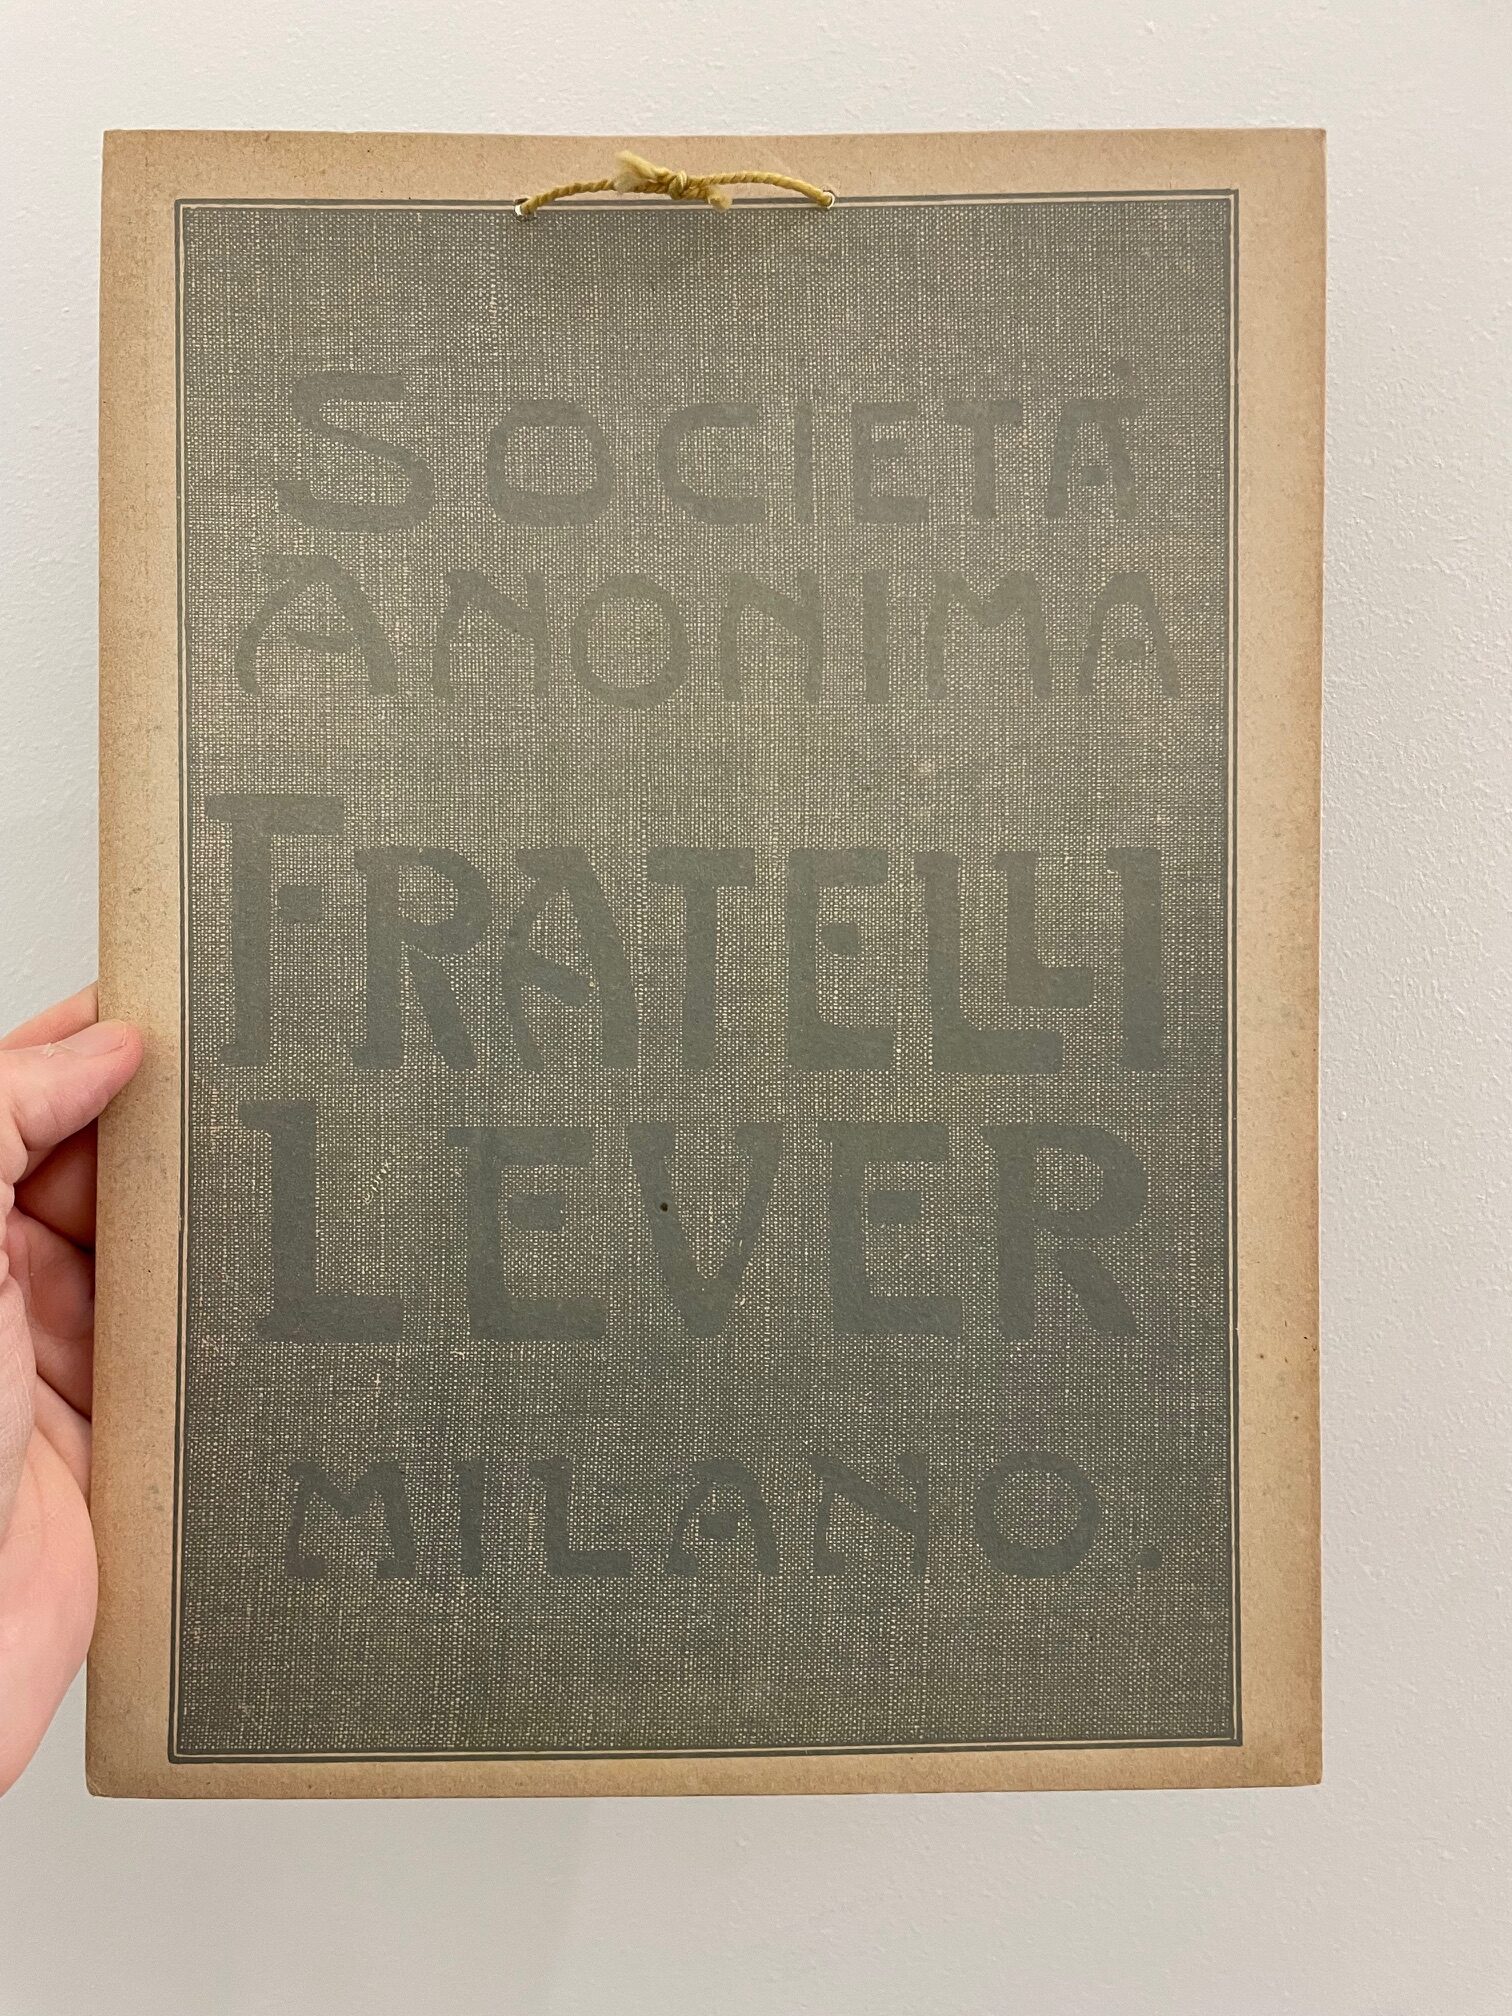 SOCIETÀ
ANONIMA
FRATELLI
LEVER
MILANO.